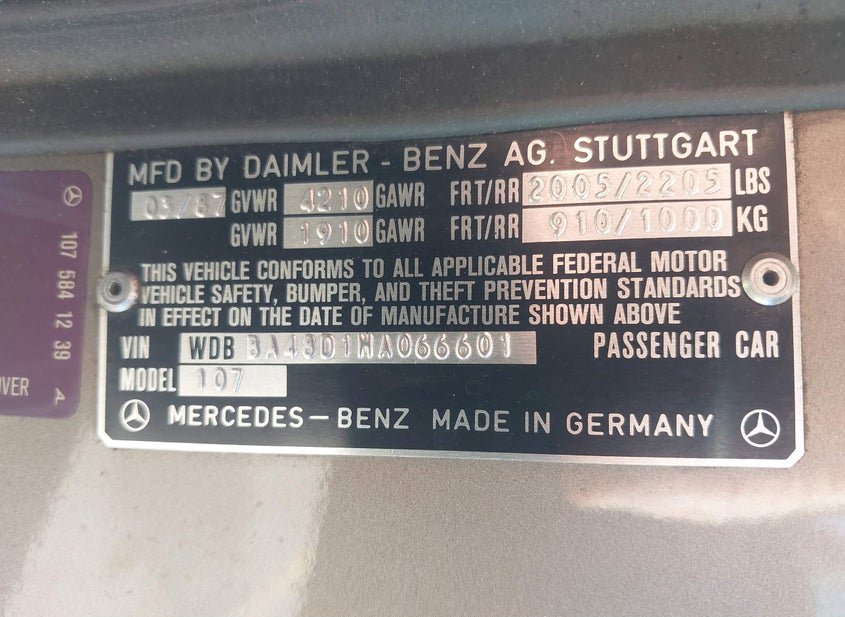 MFD BY DAIMLER - BENZ AG. STUTTGART
03/87 GVWR 4210 GAWR FRT/RR 2005/2205 LBS
GVWR 1910 GAWR FRT/RR 910/1000 KG
THIS VEHICLE CONFORMS TO ALL APPLICABLE FEDERAL MOTOR
VEHICLE SAFETY, BUMPER, AND THEFT PREVENTION STANDARDS
IN EFFECT ON THE DATE OF MANUFACTURE SHOWN ABOVE
VIN WDB BA48D1HA066601 PASSENGER CAR
MODEL 107
MERCEDES-BENZ MADE IN GERMANY
107 584 12 39 A